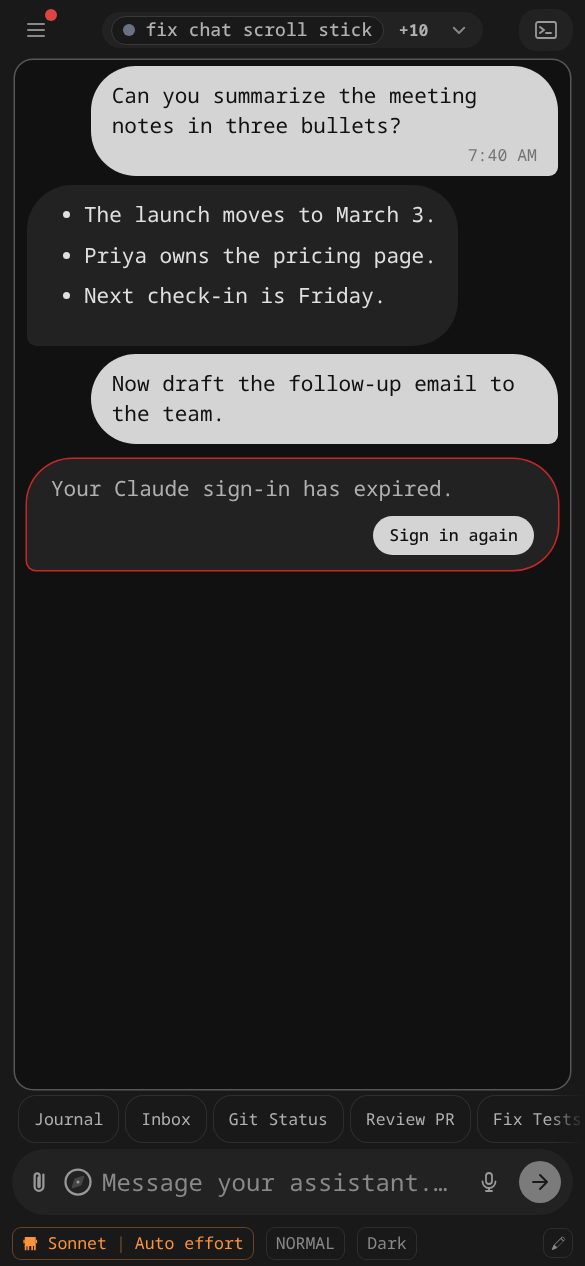 fix chat scroll stick +10
Can you summarize the meeting
notes in three bullets?
7:40 AM
• The launch moves to March 3.
• Priya owns the pricing page.
• Next check-in is Friday.
Now draft the follow-up email to
the team.
Your Claude sign-in has expired.
Sign in again
Journal Inbox Git Status Review PR Fix Tests
Message your assistant.…
Sonnet | Auto effort NORMAL Dark